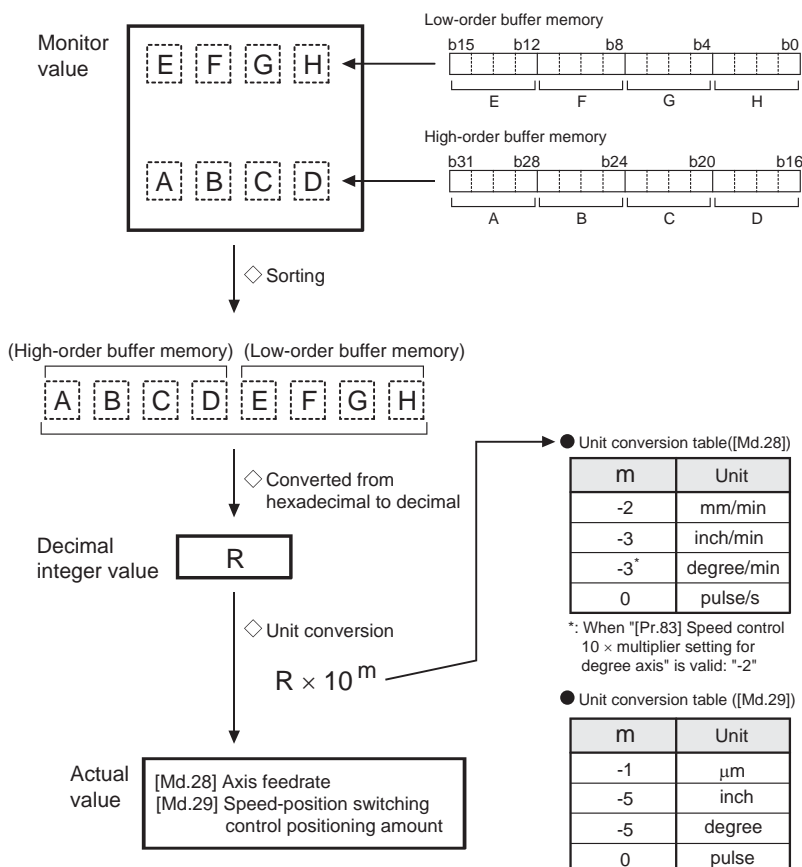 Low-order buffer memory
Monitor
value
b15 b12 b8 b4 b0
E F G H
E F G H
High-order buffer memory
b31 b28 b24 b20 b16
A B C D
A B C D
◇ Sorting
(High-order buffer memory) (Low-order buffer memory)
A B C D E F G H
◇ Converted from
hexadecimal to decimal
Decimal
integer value
R
◇ Unit conversion
R × 10^m
● Unit conversion table([Md.28])
m Unit
-2 mm/min
-3 inch/min
-3* degree/min
0 pulse/s
*: When "[Pr.83] Speed control
10 × multiplier setting for
degree axis" is valid: "-2"
● Unit conversion table ([Md.29])
m Unit
-1 μm
-5 inch
-5 degree
0 pulse
Actual
value
[Md.28] Axis feedrate
[Md.29] Speed-position switching
control positioning amount